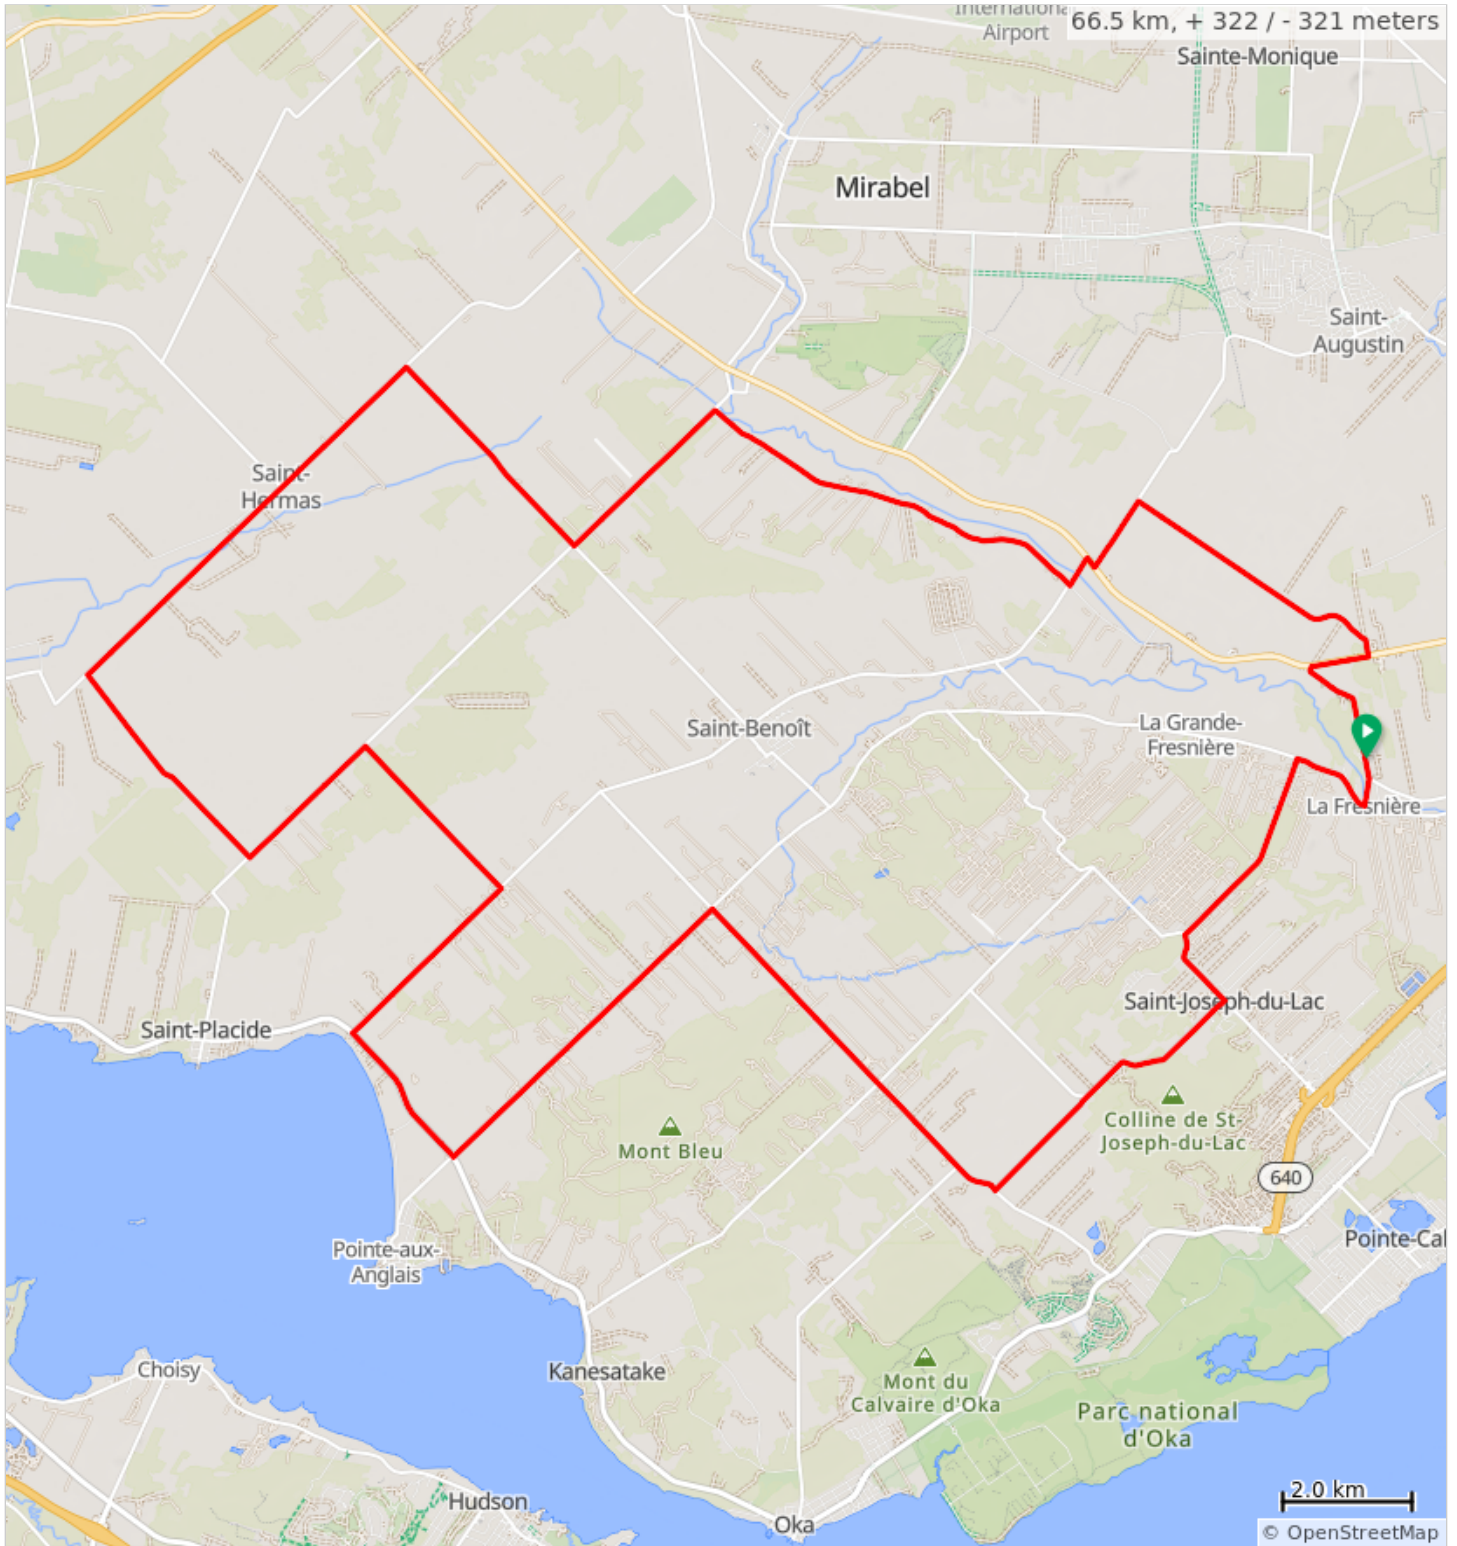 International
Airport
66.5 km, + 322 / - 321 meters
Sainte-Monique
Mirabel
Saint-
Augustin
Saint-
Hermas
Saint-Benoît
La Grande-
Fresnière
La Fresnière
Saint-Joseph-du-Lac
Saint-Placide
Colline de St-
Joseph-du-Lac
Mont Bleu
640
Pointe-Cal
Pointe-aux-
Anglais
Choisy
Kanesatake
Mont du
Calvaire d'Oka
Parc national
d'Oka
2.0 km
Hudson
Oka
© OpenStreetMap